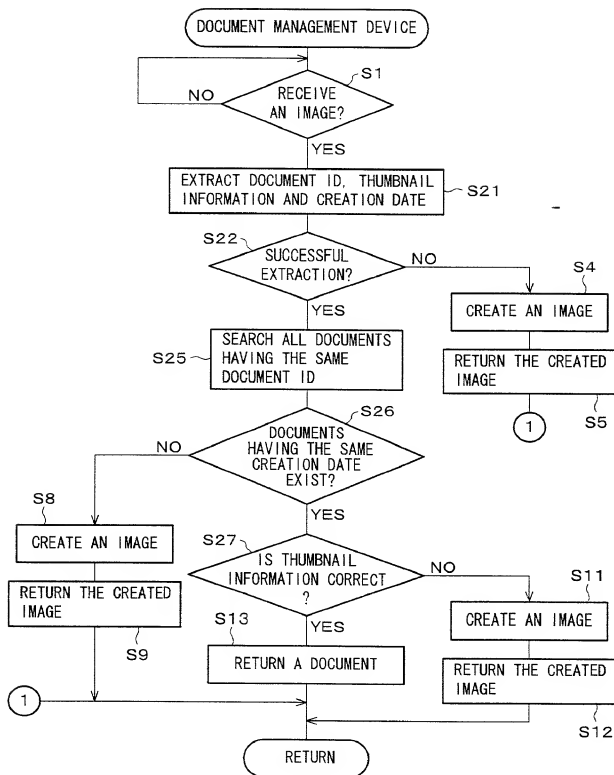 DOCUMENT MANAGEMENT DEVICE
S1
RECEIVE
AN IMAGE?
NO
YES
EXTRACT DOCUMENT ID, THUMBNAIL
INFORMATION AND CREATION DATE
S21
S22
SUCCESSFUL
EXTRACTION?
NO
YES
S4
CREATE AN IMAGE
RETURN THE CREATED
IMAGE
S5
1
S25
SEARCH ALL DOCUMENTS
HAVING THE SAME
DOCUMENT ID
S26
DOCUMENTS
HAVING THE SAME
CREATION DATE
EXIST?
NO
YES
S8
CREATE AN IMAGE
RETURN THE CREATED
IMAGE
S9
S27
IS THUMBNAIL
INFORMATION CORRECT
?
NO
YES
S11
CREATE AN IMAGE
RETURN THE CREATED
IMAGE
S12
S13
RETURN A DOCUMENT
1
RETURN